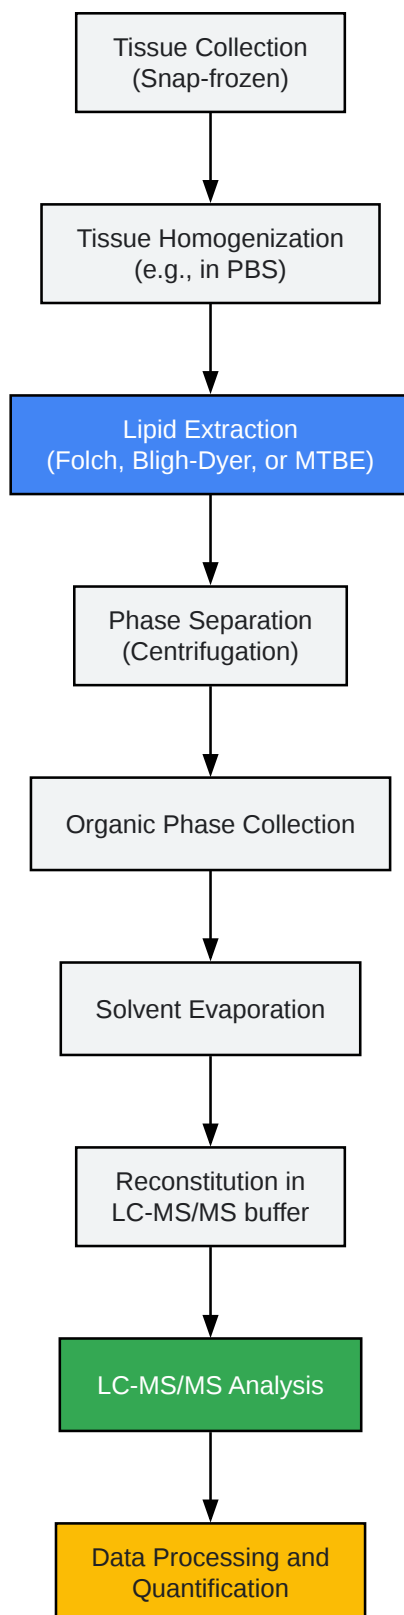 Tissue Collection
(Snap-frozen)
Tissue Homogenization
(e.g., in PBS)
Lipid Extraction
(Folch, Bligh-Dyer, or MTBE)
Phase Separation
(Centrifugation)
Organic Phase Collection
Solvent Evaporation
Reconstitution in
LC-MS/MS buffer
LC-MS/MS Analysis
Data Processing and
Quantification